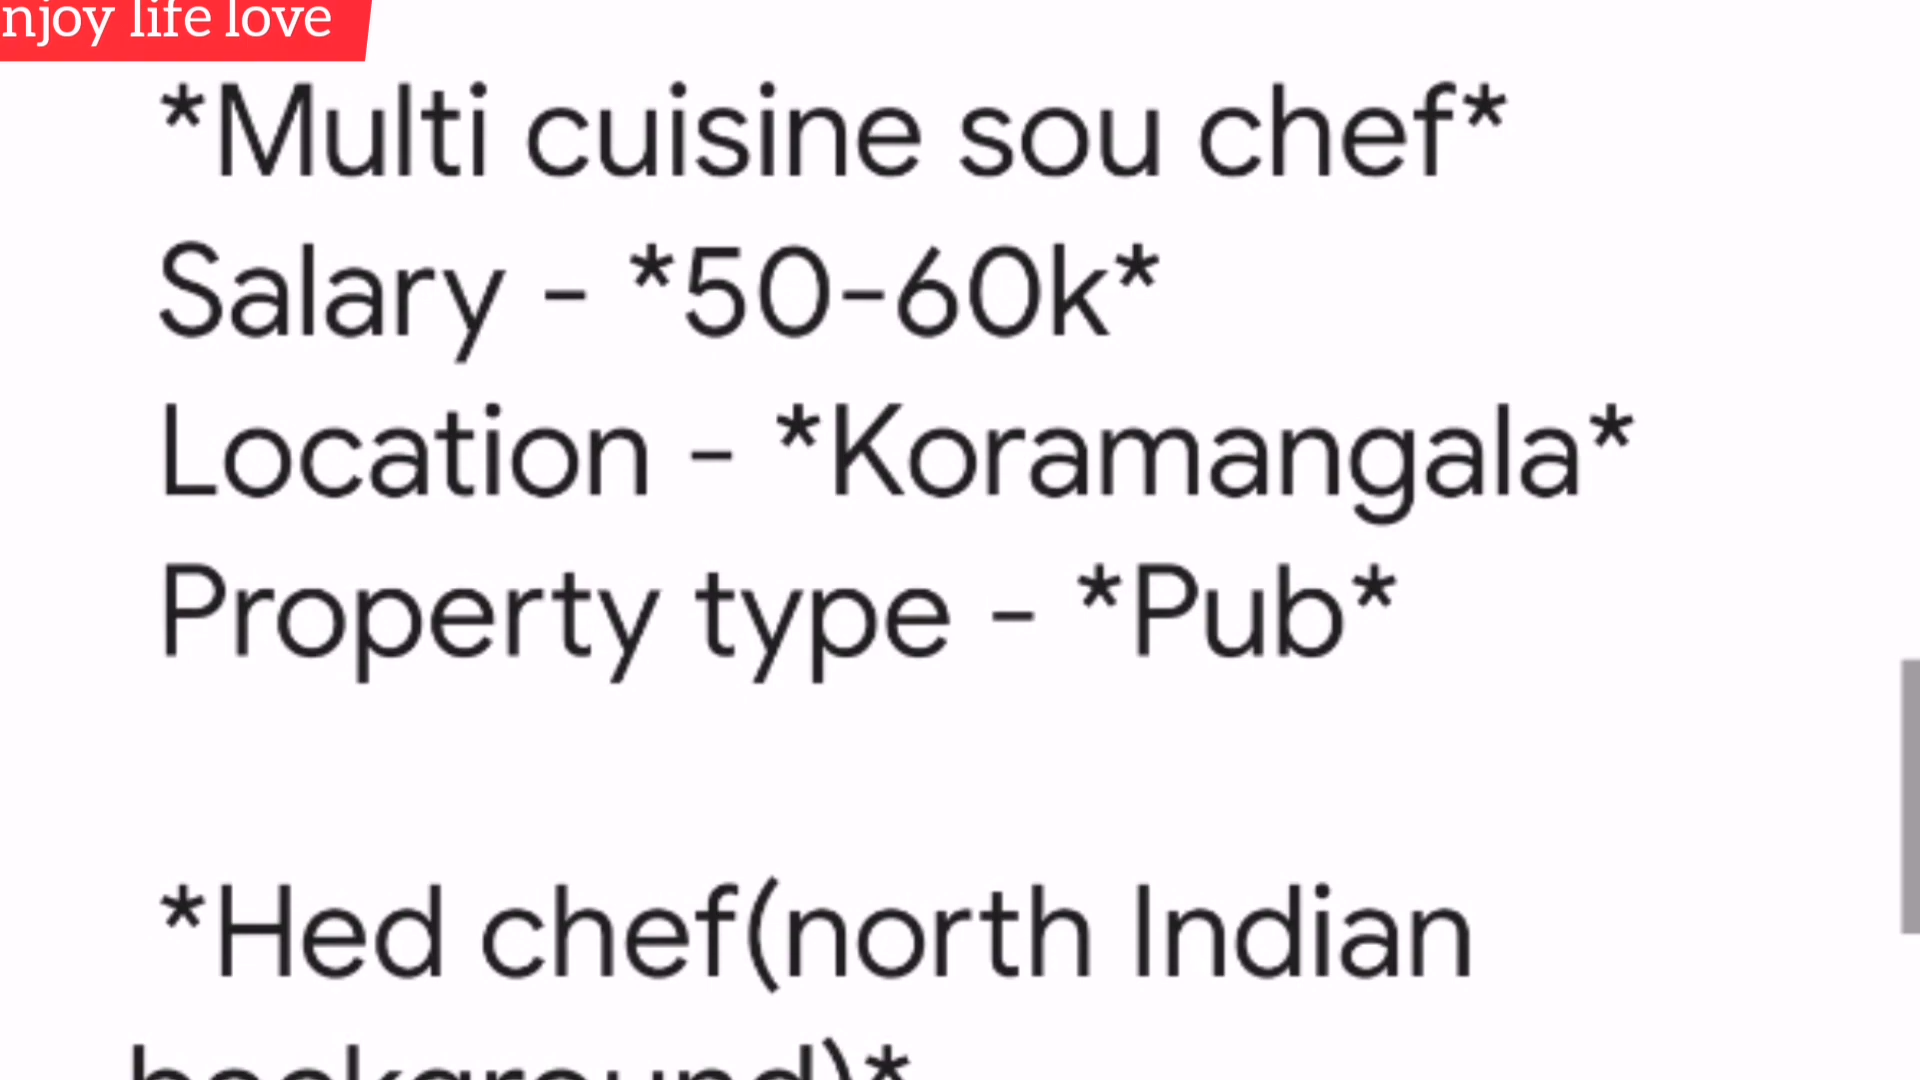 njoy life love
*Multi cuisine sou chef*
Salary - *50-60k*
Location - *Koramangala*
Property type - *Pub*
*Hed chef(north Indian
background)*